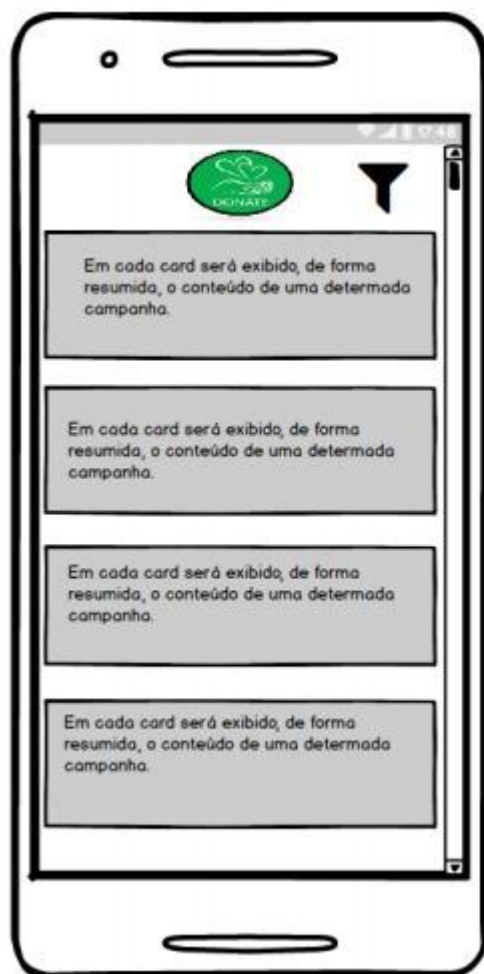 17:48
DONATE
Em cada card será exibido, de forma
resumida, o conteúdo de uma determada
campanha.
Em cada card será exibido, de forma
resumida, o conteúdo de uma determada
campanha.
Em cada card será exibido, de forma
resumida, o conteúdo de uma determada
campanha.
Em cada card será exibido, de forma
resumida, o conteúdo de uma determada
campanha.